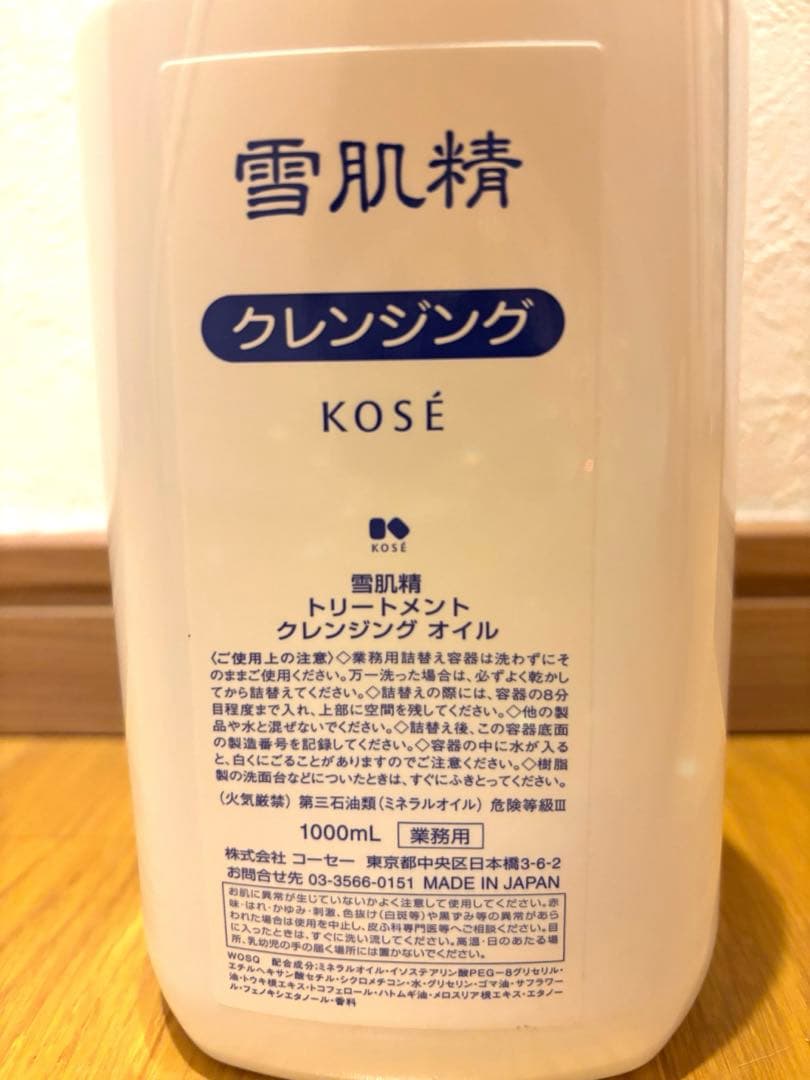 雪肌精
クレンジング
KOSÉ
KOSÉ
雪肌精
トリートメント
クレンジング オイル
〈ご使用上の注意〉◇業務用詰替え容器は洗わずにそ
のままご使用ください。万一洗った場合は、必ずよく乾かし
てから詰替えてください。◇詰替えの際には、容器の8分
目程度まで入れ、上部に空間を残してください。◇他の製
品や水と混ぜないでください。◇詰替え後、この容器底面
の製造番号を記録してください。◇容器の中に水が入る
と、白くにごることがありますのでご注意ください。◇樹脂
製の洗面台などについたときは、すぐにふきとってください。
（火気厳禁）第三石油類（ミネラルオイル）危険等級Ⅲ
1000mL 業務用
株式会社 コーセー 東京都中央区日本橋3-6-2
お問合せ先 03-3566-0151 MADE IN JAPAN
お肌に異常が生じていないかよく注意して使用してください。赤
味・はれ・かゆみ・刺激、色抜け（白斑等）や黒ずみ等の異常があら
われた場合は使用を中止し、皮ふ科専門医等へご相談ください。目
に入ったときは、すぐに洗い流してください。高温・日のあたる場
所、乳幼児の手の届く場所には置かないでください。
WOSQ 配合成分；ミネラルオイル・イソステアリン酸PEG-8グリセリル・
エチルヘキサン酸セチル・シクロメチコン・水・グリセリン・ゴマ油・サフラワー
油・トウキ根エキス・トコフェロール・ハトムギ油・メロスリア根エキス・エタノー
ル・フェノキシエタノール・香料